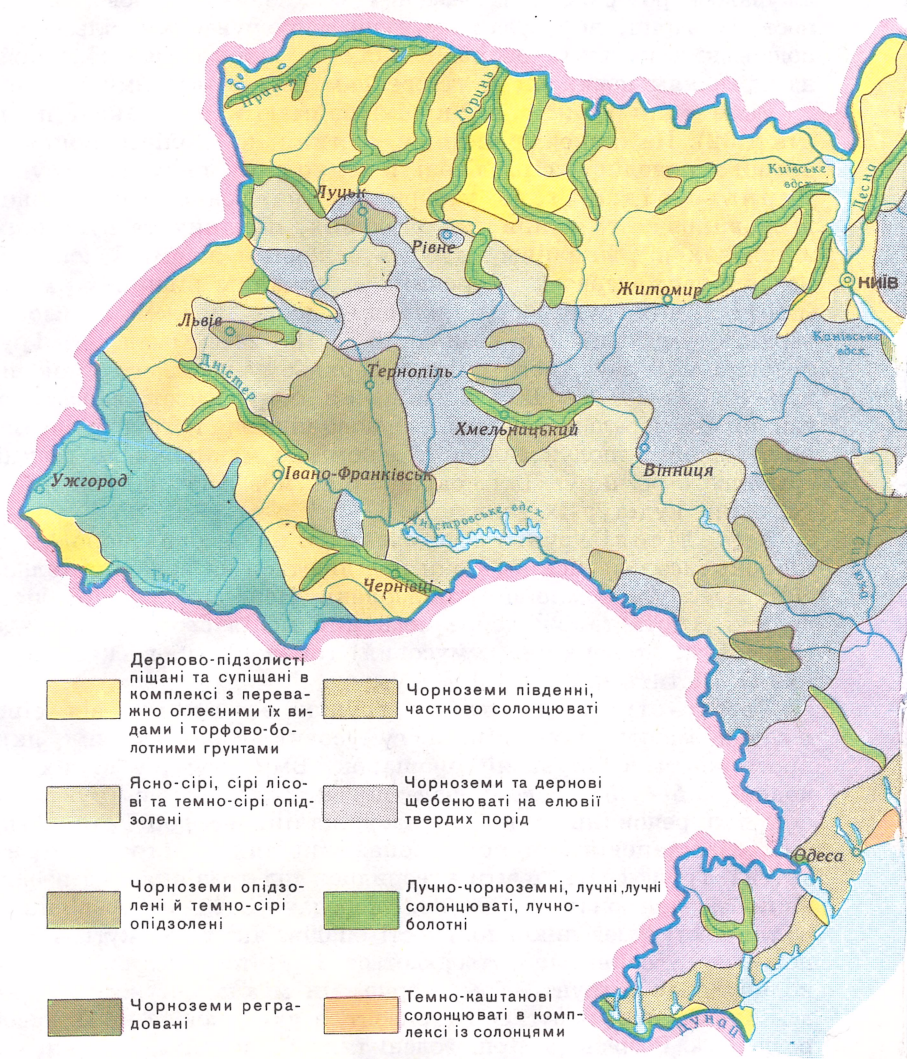 Прип'ять
Горинь
Київське
вдсх.
Десна
Луцьк
Рівне
Житомир
КИЇВ
Львів
Канівське
вдсх.
Дністер
Тернопіль
Хмельницький
Вінниця
Ужгород
Івано-Франківськ
Дністровське вдсх.
Тиса
Чернівці
Дерново-підзолисті
піщані та супіщані в
комплексі з перева-
жно оглеєними їх ви-
дами і торфово-бо-
лотними грунтами
Чорноземи південні,
частково солонцюваті
Ясно-сірі, сірі лісо-
ві та темно-сірі опід-
золені
Чорноземи та дернові
щебенюваті на елювії
твердих порід
Одеса
Чорноземи опідзо-
лені й темно-сірі
опідзолені
Лучно-чорноземні, лучні ,лучні
солонцюваті, лучно-
болотні
Чорноземи регра-
довані
Темно-каштанові
солонцюваті в комп-
лексі із солонцями
Дунай